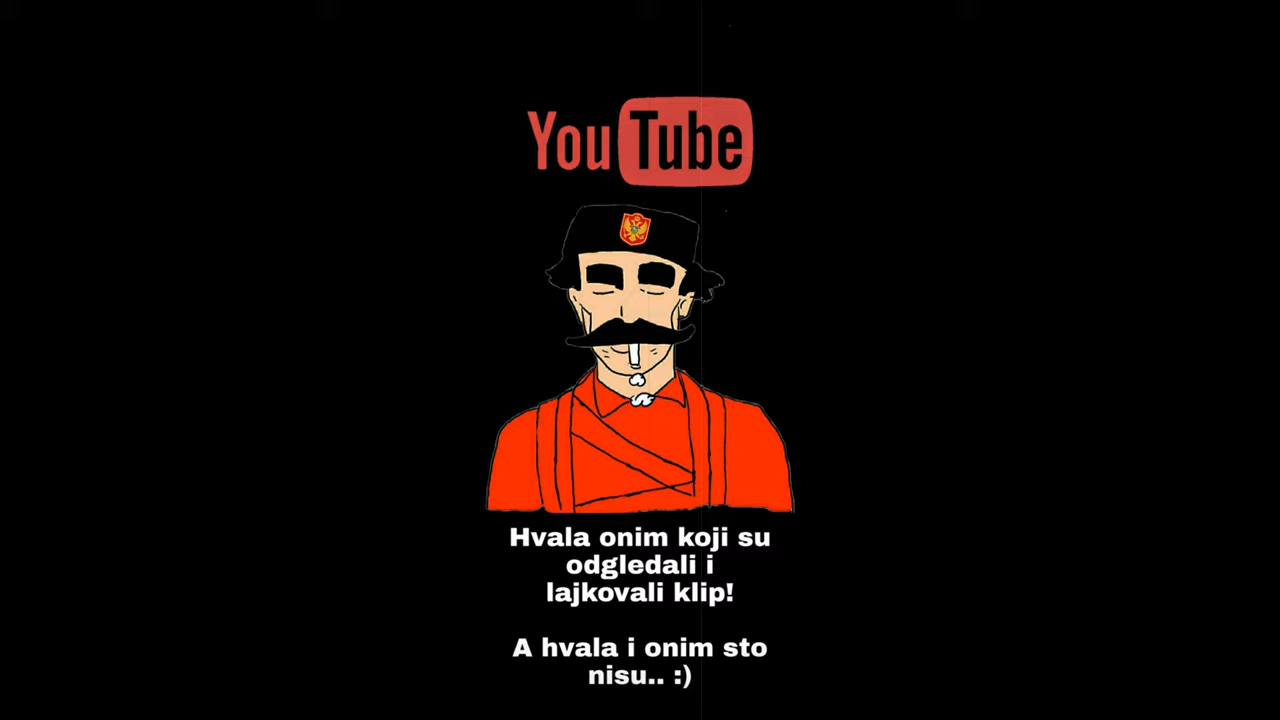 YouTube
Hvala onim koji su
odgledali i
lajkovali klip!
A hvala i onim sto
nisu.. :)